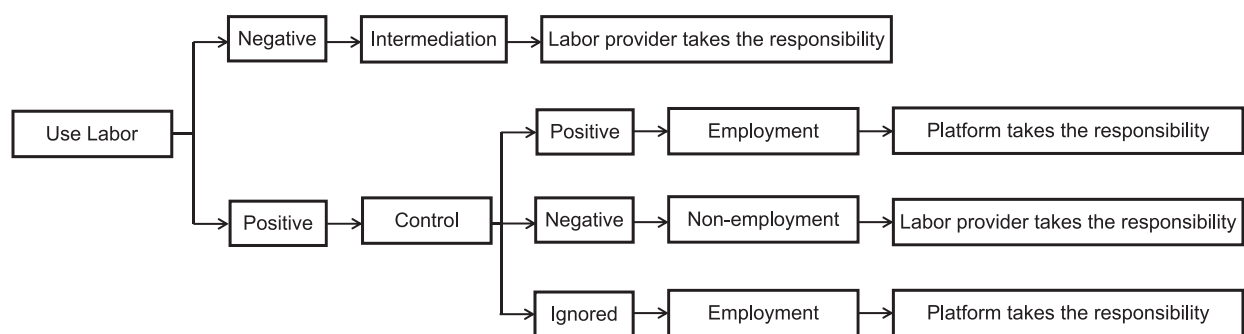 Negative
Intermediation
Labor provider takes the responsibility
Use Labor
Positive
Employment
Platform takes the responsibility
Positive
Control
Negative
Non-employment
Labor provider takes the responsibility
Ignored
Employment
Platform takes the responsibility